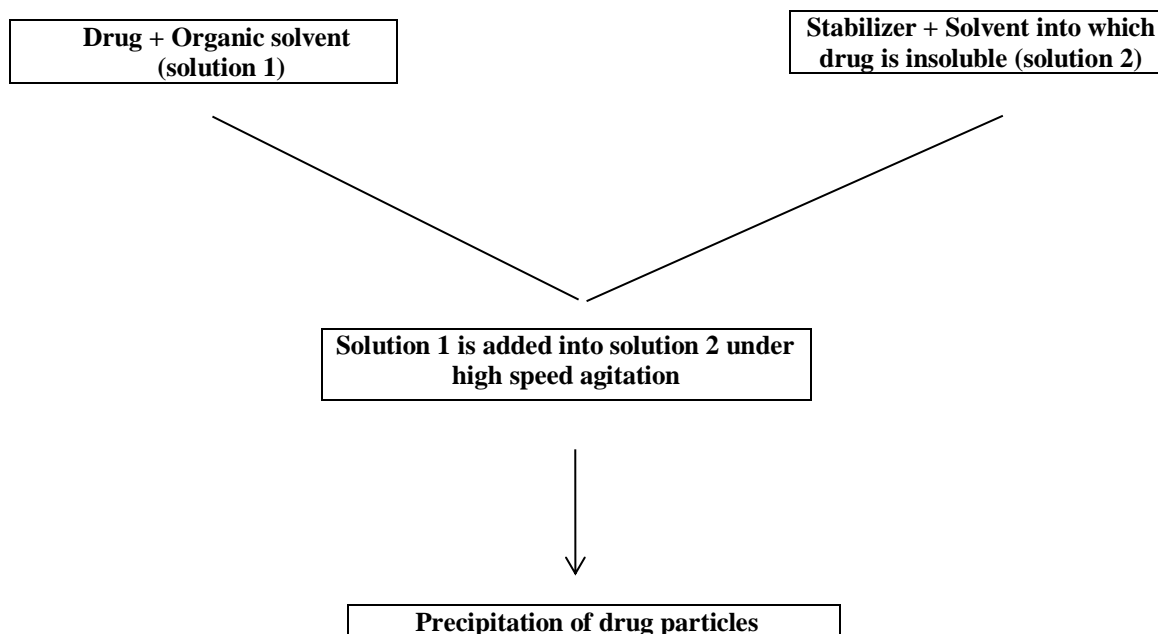 Drug + Organic solvent
(solution 1)
Stabilizer + Solvent into which
drug is insoluble (solution 2)
Solution 1 is added into solution 2 under
high speed agitation
Precipitation of drug particles